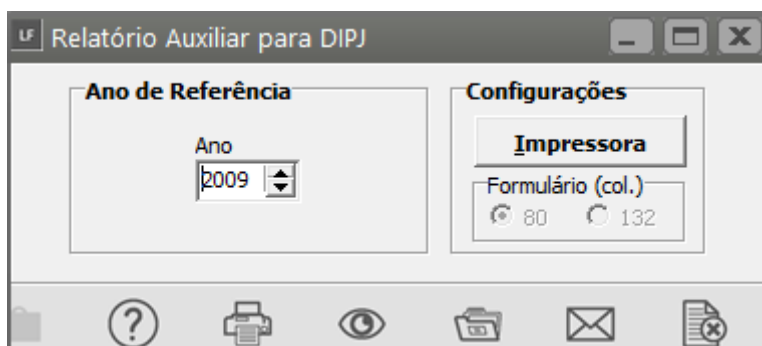 LF Relatório Auxiliar para DIPJ
Ano de Referência
Ano
2009
Configurações
Impressora
Formulário (col.)
80 132